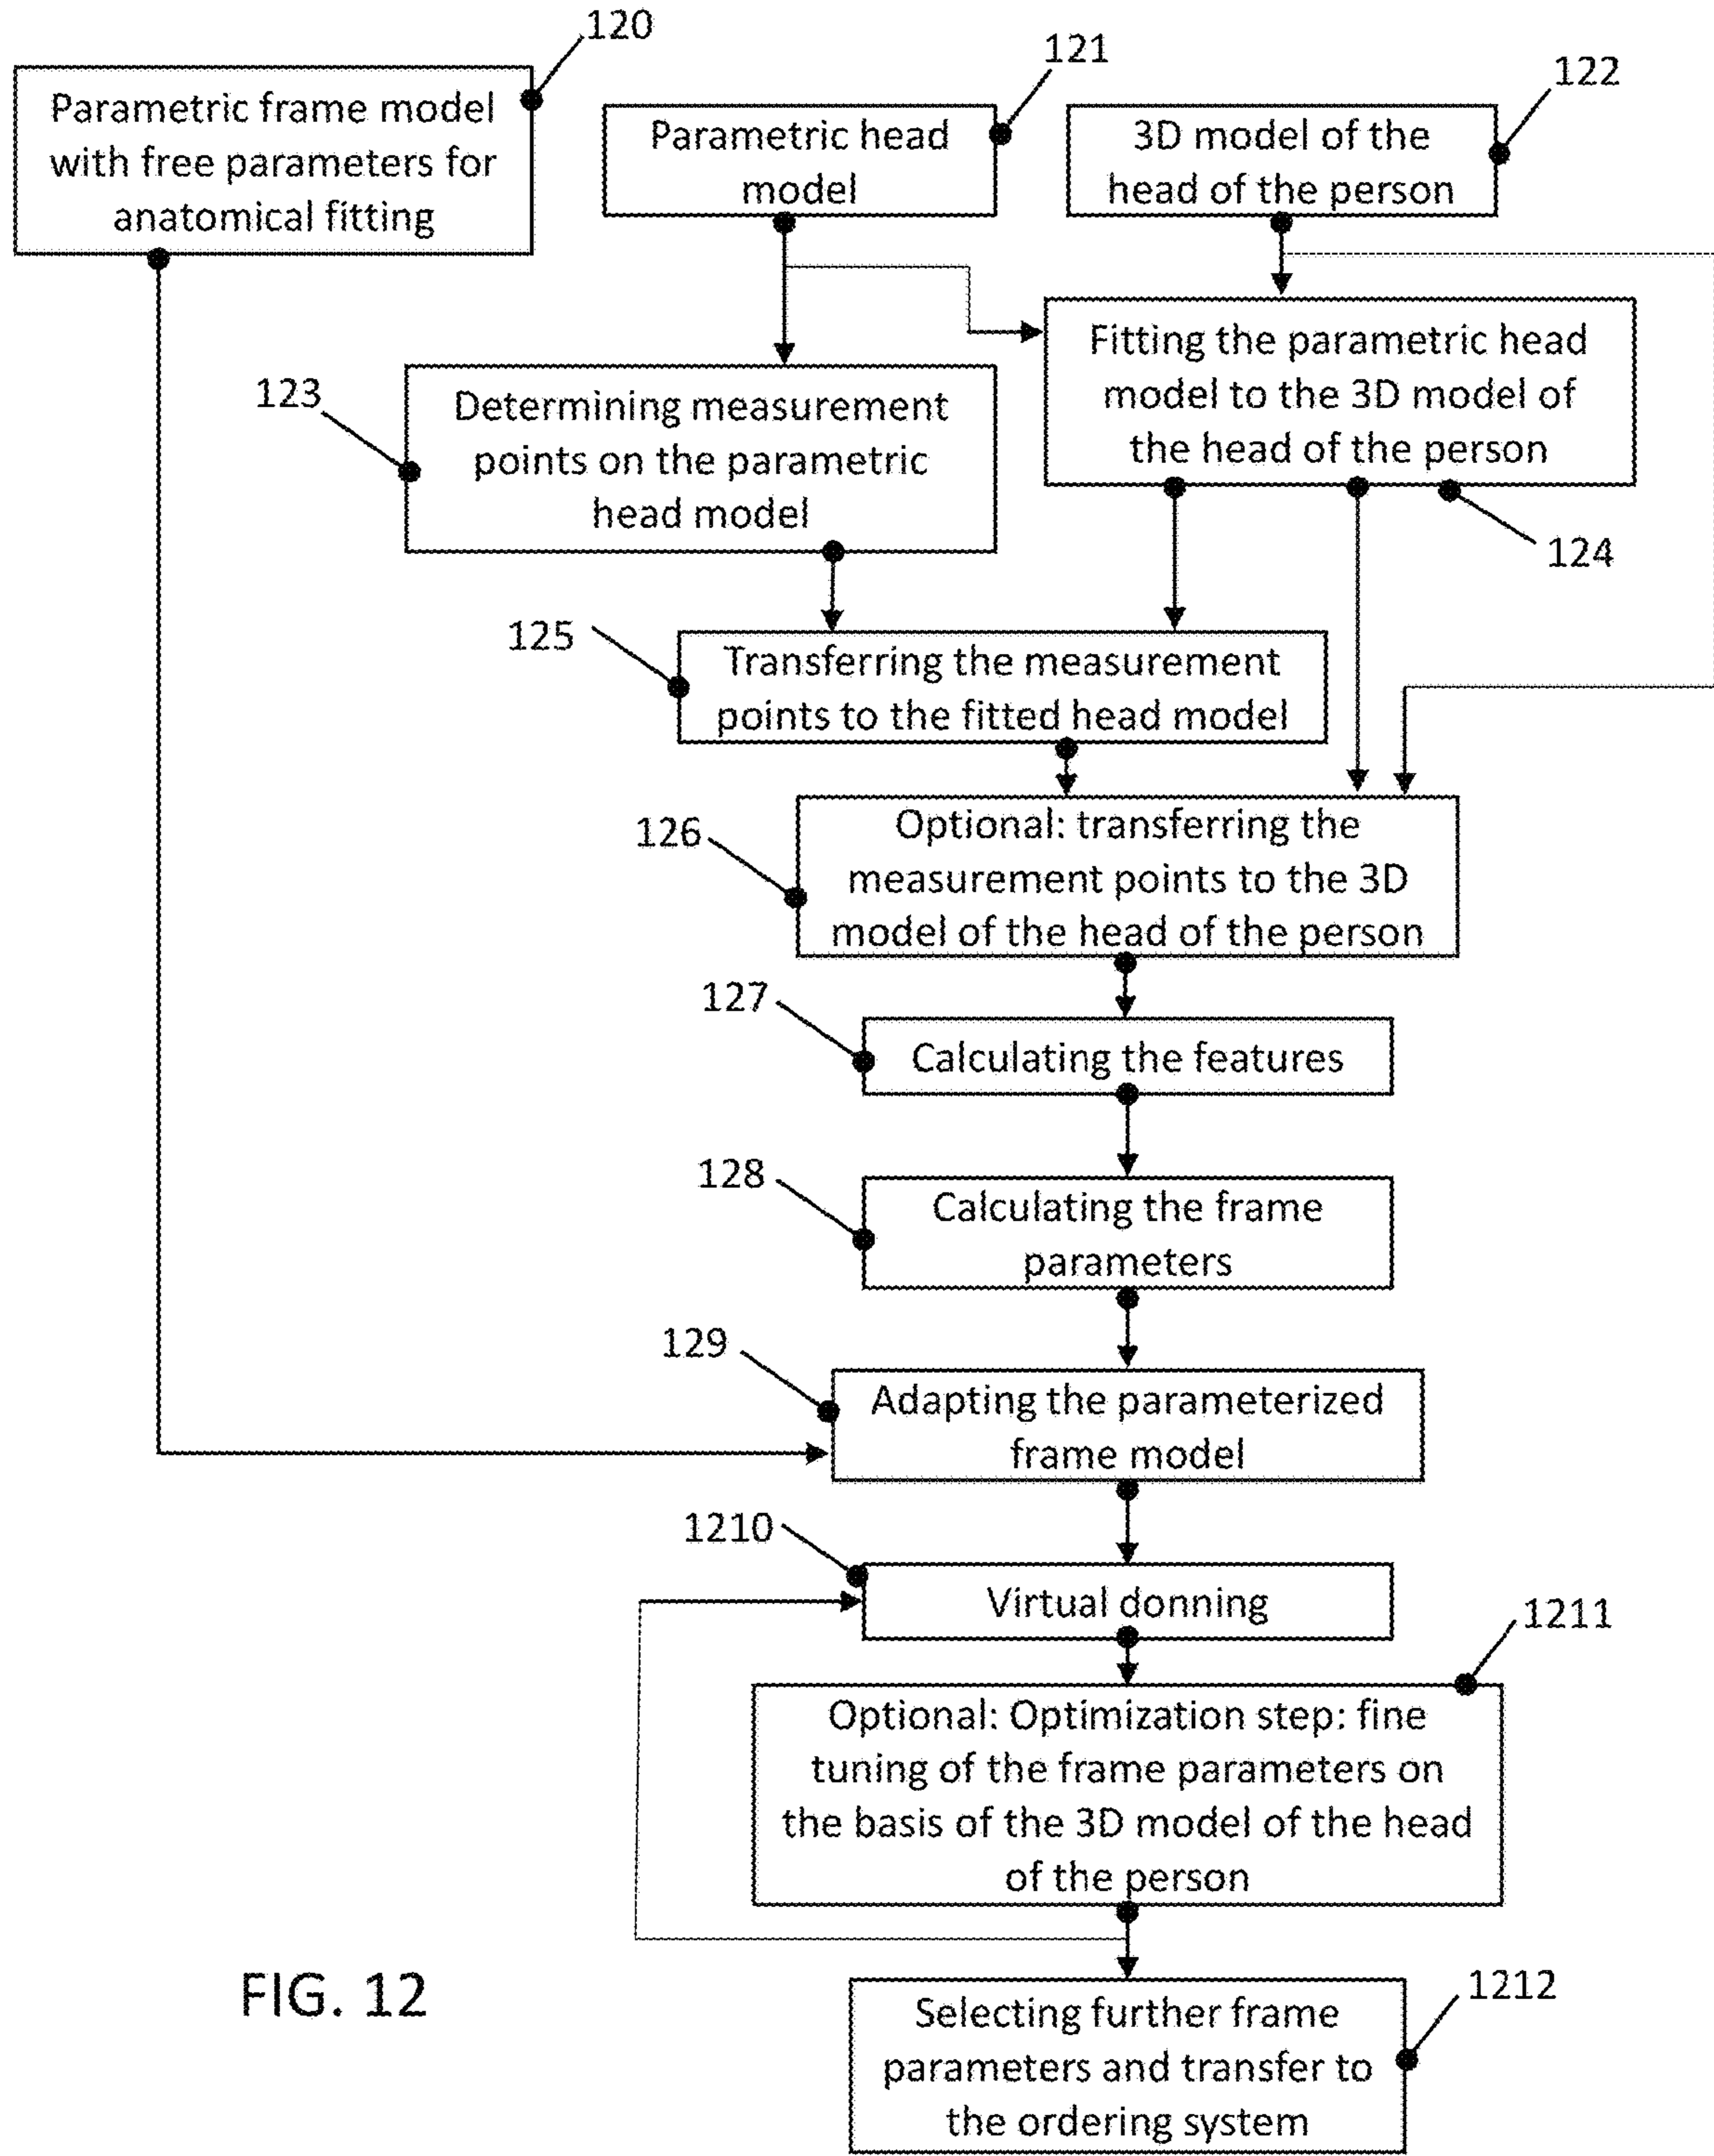 120
Parametric frame model
with free parameters for
anatomical fitting
121
Parametric head
model
122
3D model of the
head of the person
123
Determining measurement
points on the parametric
head model
Fitting the parametric head
model to the 3D model of
the head of the person
124
125
Transferring the measurement
points to the fitted head model
126
Optional: transferring the
measurement points to the 3D
model of the head of the person
127
Calculating the features
128
Calculating the frame
parameters
129
Adapting the parameterized
frame model
1210
Virtual donning
1211
Optional: Optimization step: fine
tuning of the frame parameters on
the basis of the 3D model of the head
of the person
1212
Selecting further frame
parameters and transfer to
the ordering system
FIG. 12